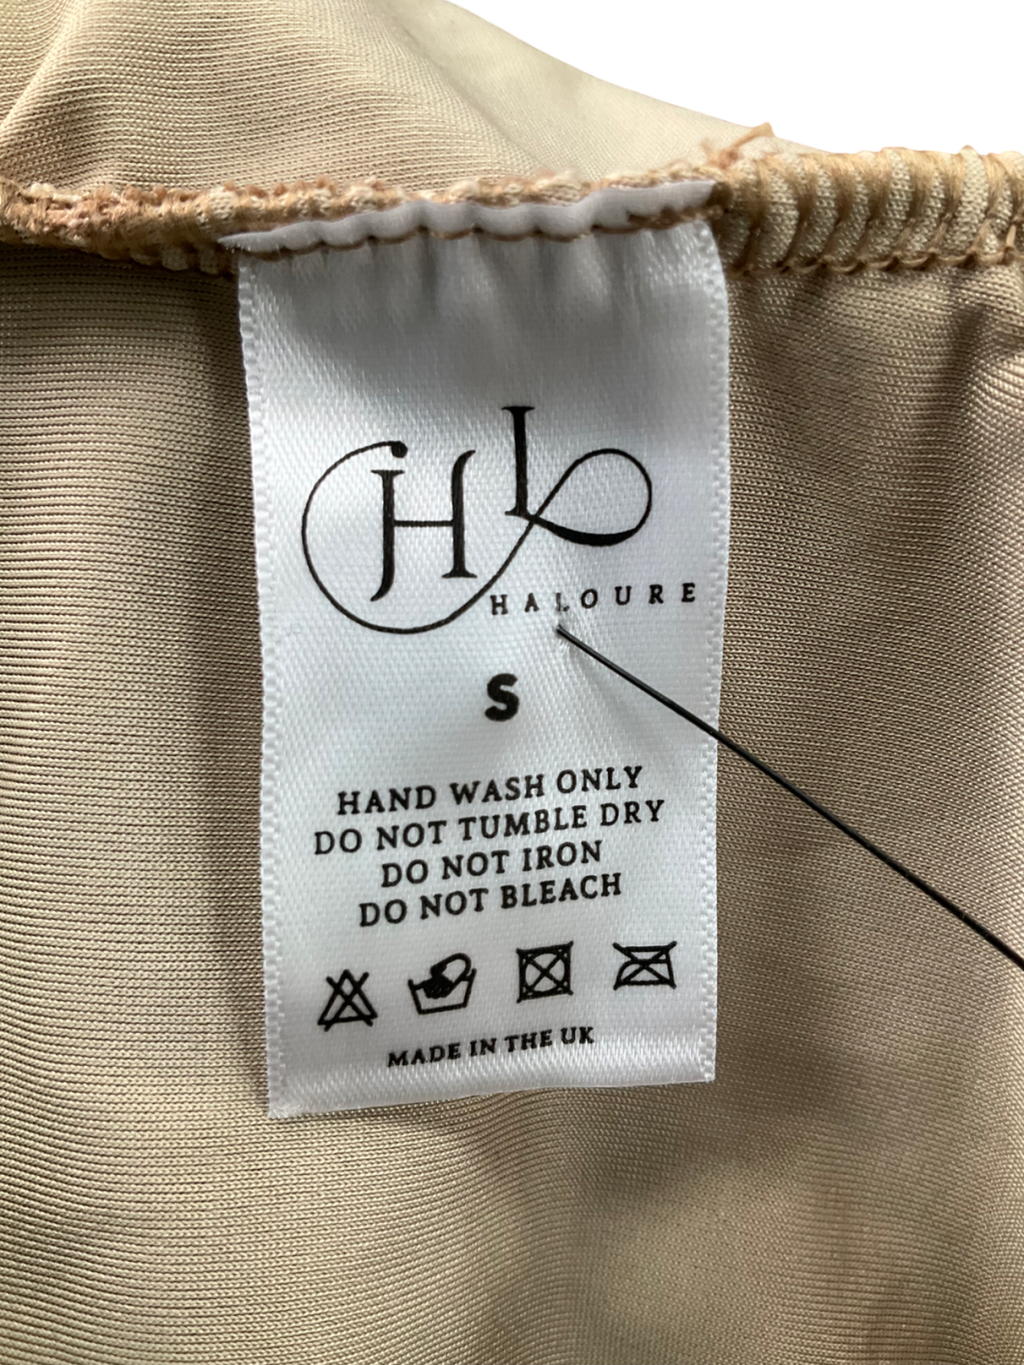 HL
HALOURE
S
HAND WASH ONLY
DO NOT TUMBLE DRY
DO NOT IRON
DO NOT BLEACH
MADE IN THE UK